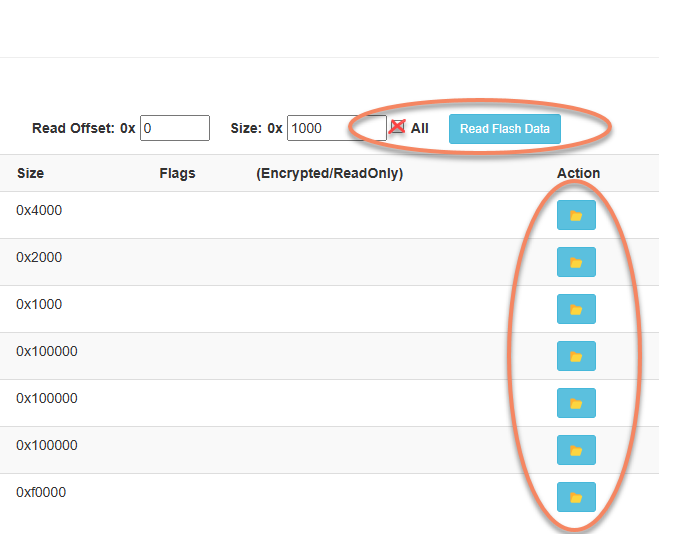 Read Offset: 0x 0 Size: 0x 1000 All Read Flash Data
Size Flags (Encrypted/ReadOnly) Action
0x4000
0x2000
0x1000
0x100000
0x100000
0x100000
0xf0000